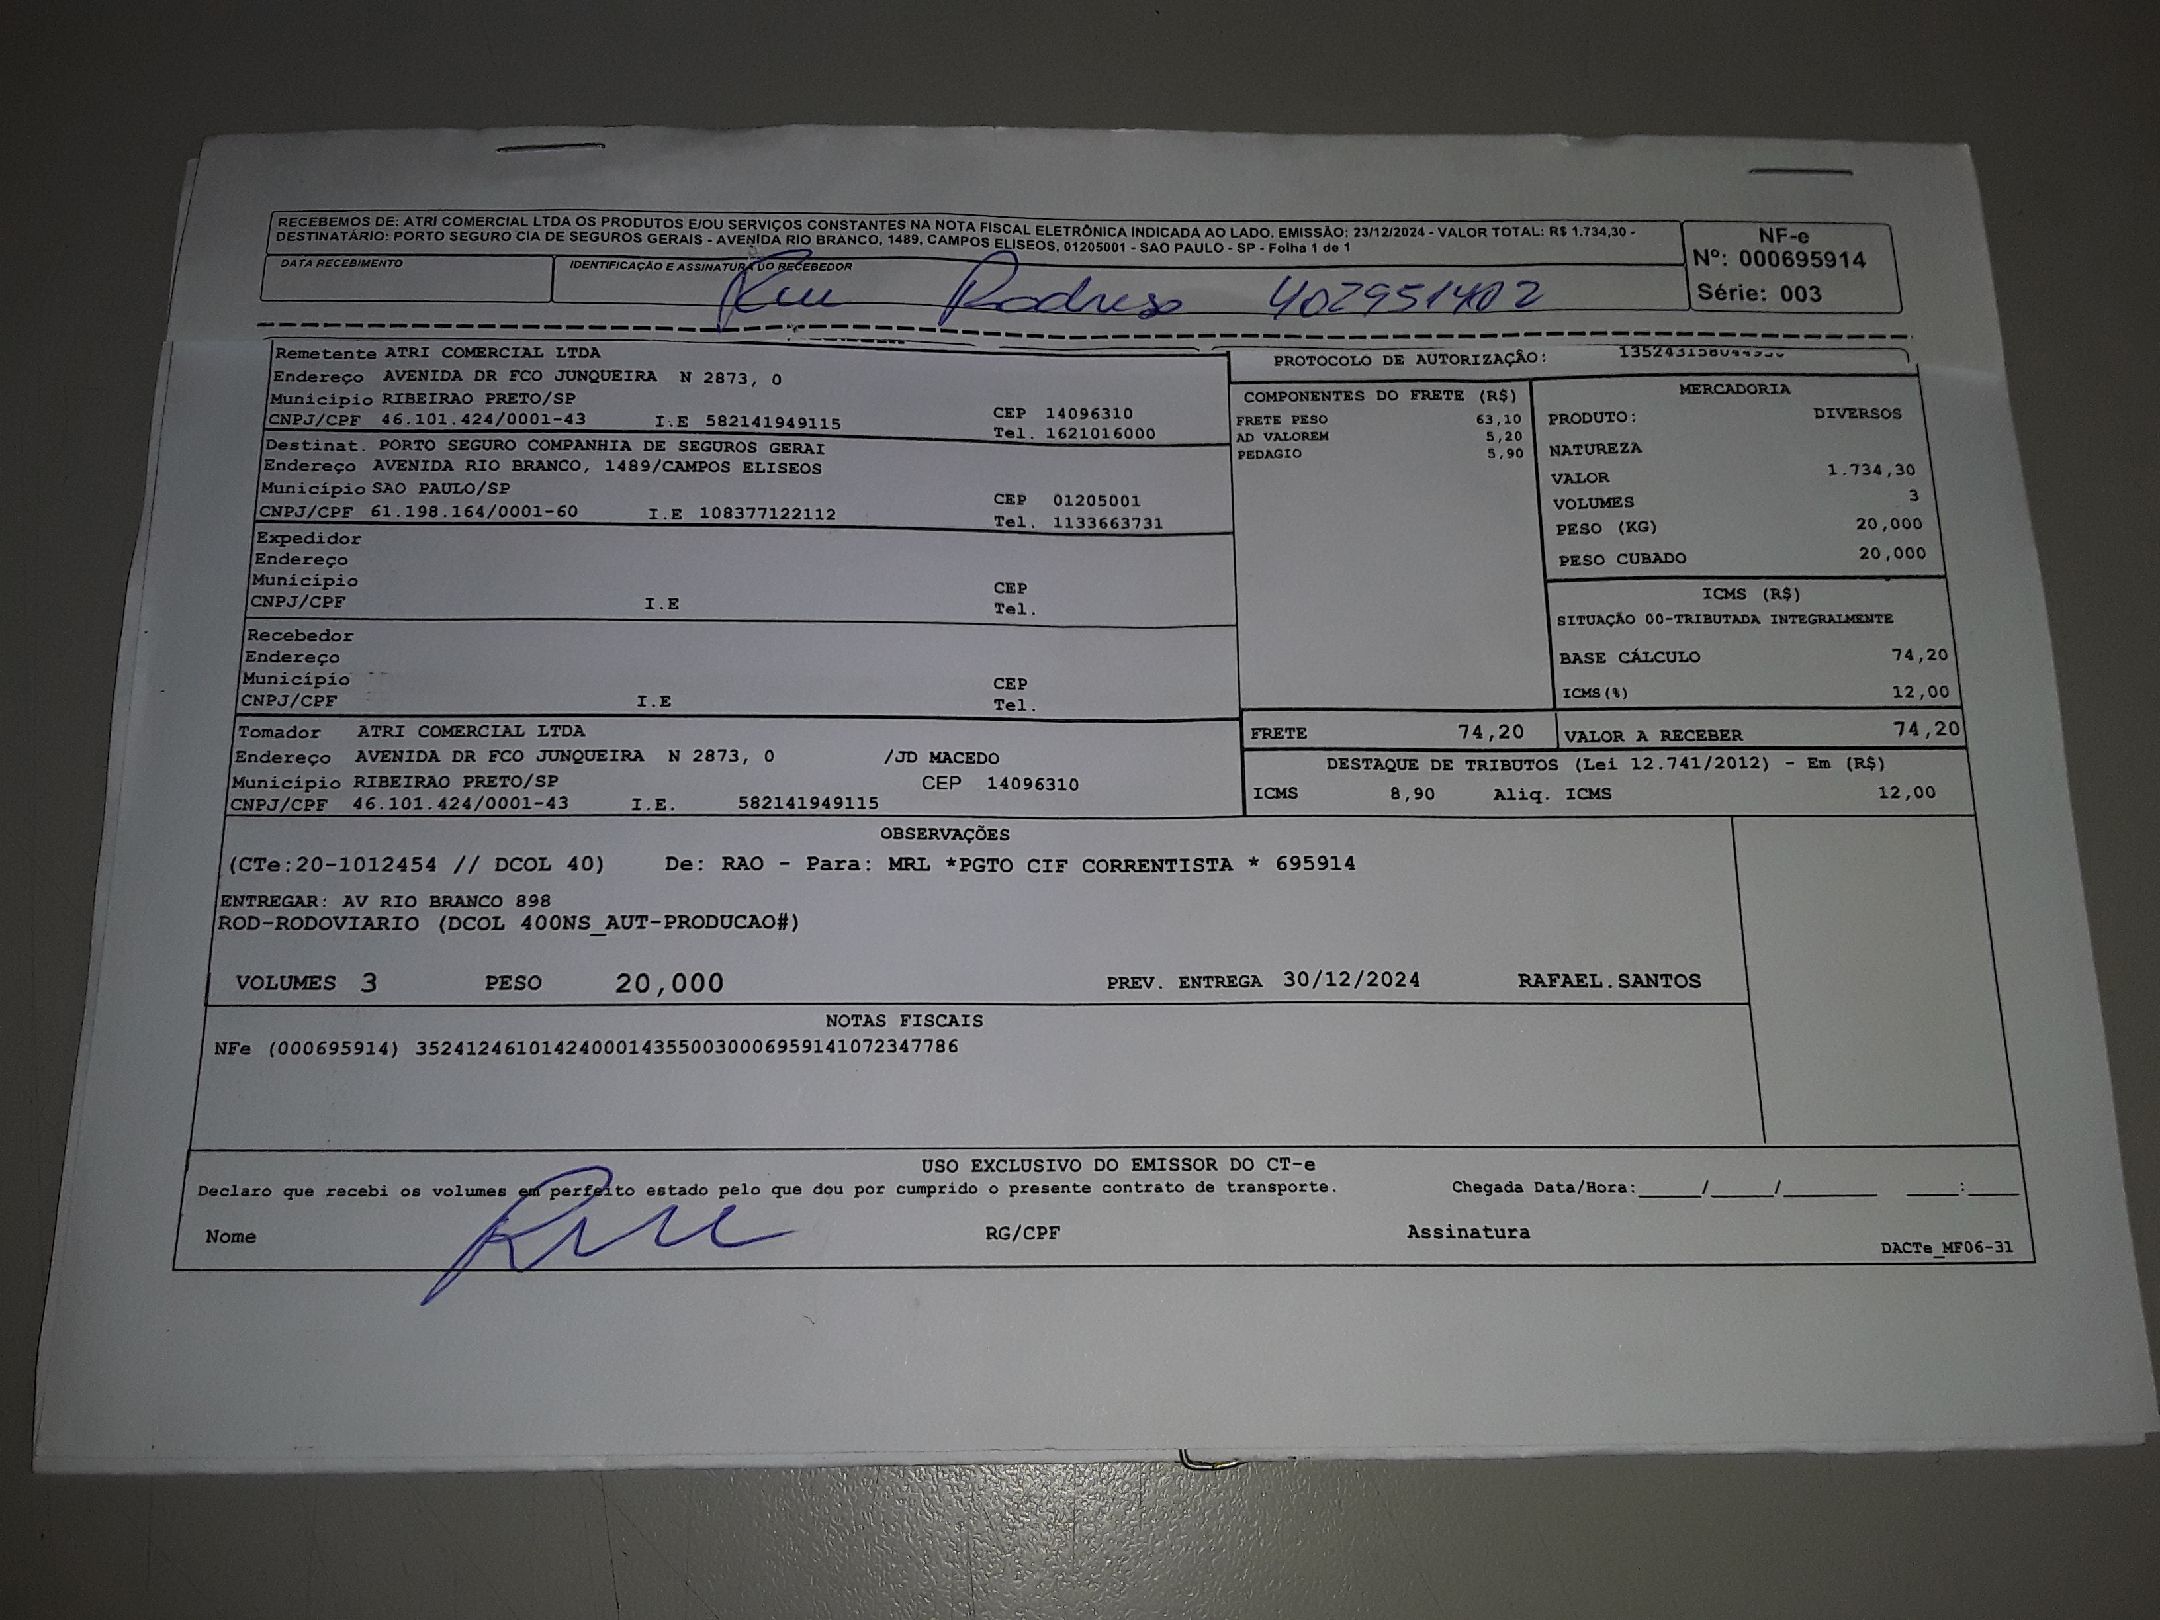 RECEBEMOS DE: ATRI COMERCIAL LTDA OS PRODUTOS E/OU SERVIÇOS CONSTANTES NA NOTA FISCAL ELETRÔNICA INDICADA AO LADO. EMISSÃO: 23/12/2024 - VALOR TOTAL: R$ 1.734,30 -
DESTINATÁRIO: PORTO SEGURO CIA DE SEGUROS GERAIS - AVENIDA RIO BRANCO, 1489, CAMPOS ELISEOS, 01205001 - SAO PAULO - SP - Folha 1 de 1
NF-e
Nº: 000695914
Série: 003
DATA RECEBIMENTO
IDENTIFICAÇÃO E ASSINATURA DO RECEBEDOR
402951402
Remetente ATRI COMERCIAL LTDA
Endereço AVENIDA DR FCO JUNQUEIRA N 2873, 0
Município RIBEIRAO PRETO/SP
CEP 14096310
CNPJ/CPF 46.101.424/0001-43 I.E 582141949115
Tel. 1621016000
Destinat. PORTO SEGURO COMPANHIA DE SEGUROS GERAI
Endereço AVENIDA RIO BRANCO, 1489/CAMPOS ELISEOS
Município SAO PAULO/SP
CEP 01205001
CNPJ/CPF 61.198.164/0001-60 I.E 108377122112
Tel. 1133663731
Expedidor
Endereço
Município
CEP
CNPJ/CPF I.E
Tel.
Recebedor
Endereço
Município
CEP
CNPJ/CPF I.E
Tel.
Tomador ATRI COMERCIAL LTDA
Endereço AVENIDA DR FCO JUNQUEIRA N 2873, 0 /JD MACEDO
Município RIBEIRAO PRETO/SP CEP 14096310
CNPJ/CPF 46.101.424/0001-43 I.E. 582141949115
PROTOCOLO DE AUTORIZAÇÃO:
COMPONENTES DO FRETE (R$)
FRETE PESO 63,10
AD VALOREM 5,20
PEDAGIO 5,90
MERCADORIA
PRODUTO: DIVERSOS
NATUREZA
VALOR 1.734,30
VOLUMES 3
PESO (KG) 20,000
PESO CUBADO 20,000
ICMS (R$)
SITUAÇÃO 00-TRIBUTADA INTEGRALMENTE
BASE CÁLCULO 74,20
ICMS(%) 12,00
FRETE 74,20
VALOR A RECEBER 74,20
DESTAQUE DE TRIBUTOS (Lei 12.741/2012) - Em (R$)
ICMS 8,90 Aliq. ICMS 12,00
OBSERVAÇÕES
(CTe:20-1012454 // DCOL 40) De: RAO - Para: MRL *PGTO CIF CORRENTISTA * 695914
ENTREGAR: AV RIO BRANCO 898
ROD-RODOVIARIO (DCOL 400NS_AUT-PRODUCAO#)
VOLUMES 3 PESO 20,000 PREV. ENTREGA 30/12/2024 RAFAEL.SANTOS
NOTAS FISCAIS
NFe (000695914) 35241246101424000143550030006959141072347786
USO EXCLUSIVO DO EMISSOR DO CT-e
Declaro que recebi os volumes em perfeito estado pelo que dou por cumprido o presente contrato de transporte. Chegada Data/Hora:_____/_____/_______ ____:____
Nome RG/CPF Assinatura
DACTe_MF06-31